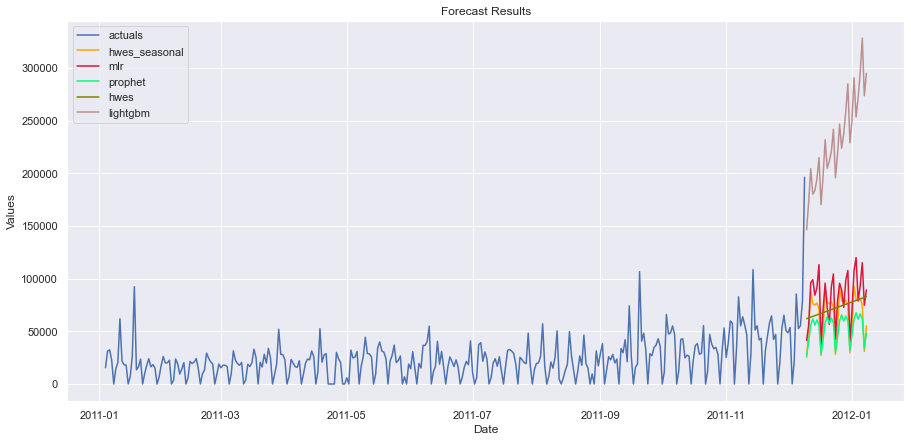 Forecast Results
actuals
hwes_seasonal
mlr
prophet
hwes
lightgbm
300000
250000
200000
150000
100000
50000
0
Values
2011-01 2011-03 2011-05 2011-07 2011-09 2011-11 2012-01
Date